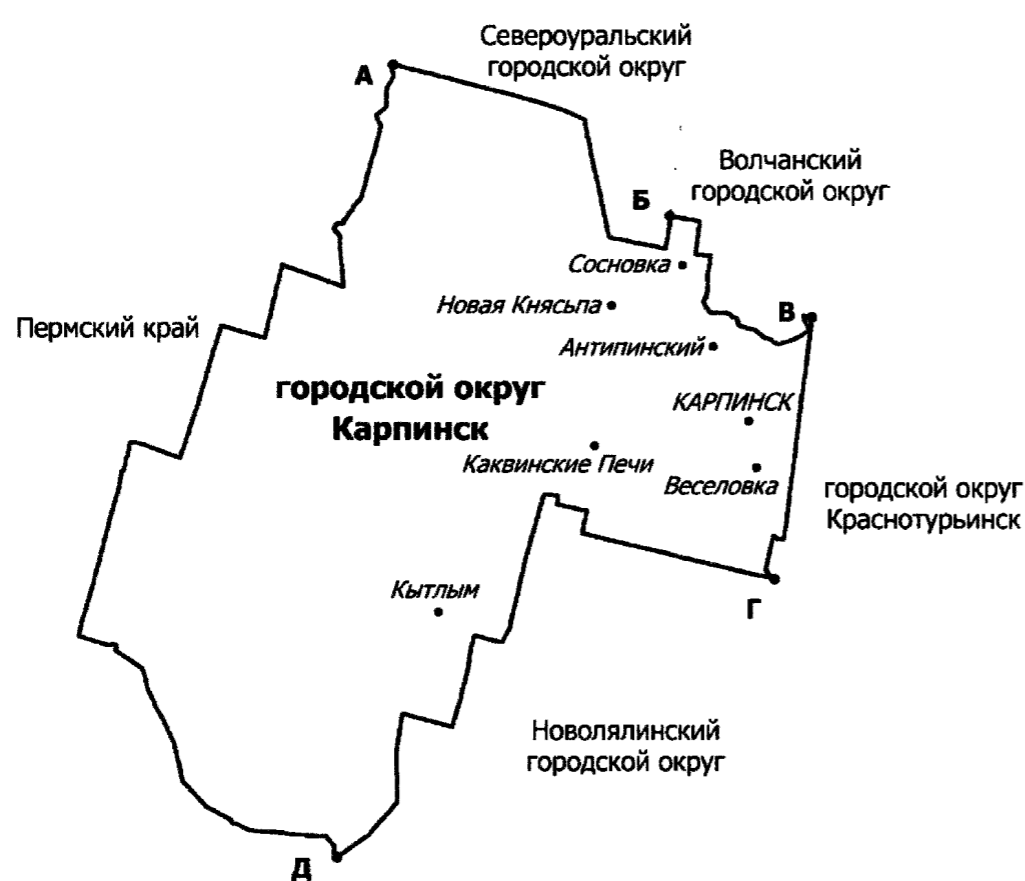 Североуральский
городской округ
А
Волчанский
городской округ
Б
Сосновка
Новая Княсьпа
В
Пермский край
Антипинский
городской округ
Карпинск
КАРПИНСК
Каквинские Печи
Веселовка
городской округ
Краснотурьинск
Кытлым
Г
Новолялинский
городской округ
Д